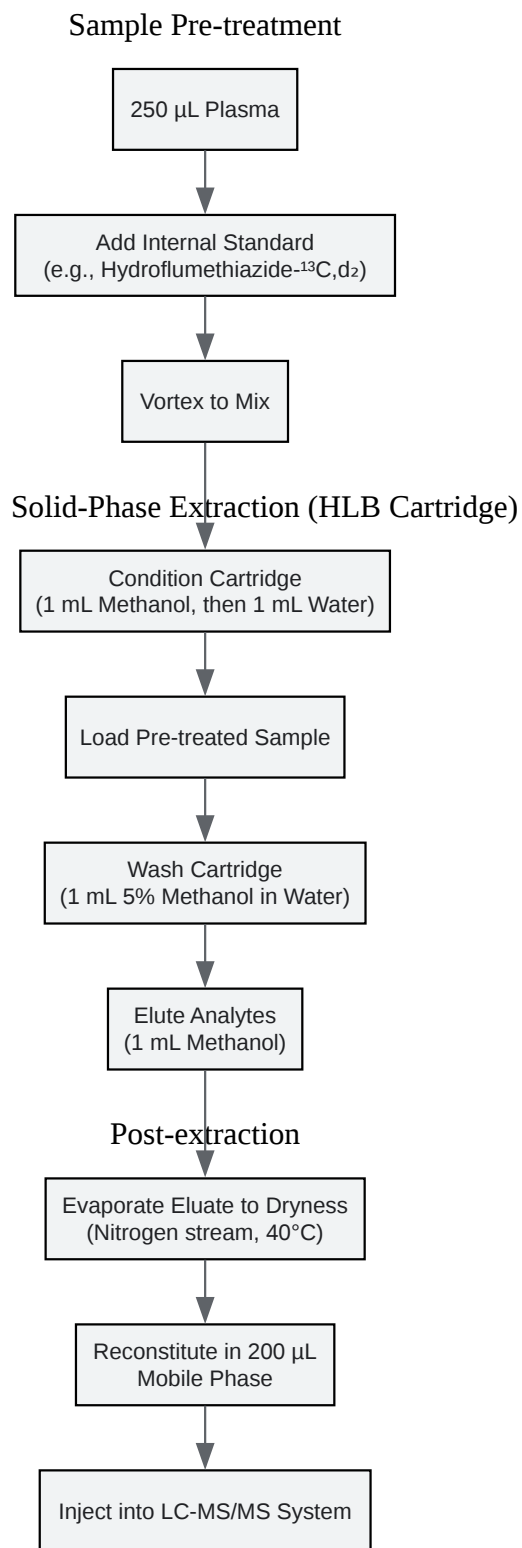 Sample Pre-treatment
250 µL Plasma
Add Internal Standard
(e.g., Hydroflumethiazide-¹³C,d₂)
Vortex to Mix
Solid-Phase Extraction (HLB Cartridge)
Condition Cartridge
(1 mL Methanol, then 1 mL Water)
Load Pre-treated Sample
Wash Cartridge
(1 mL 5% Methanol in Water)
Elute Analytes
(1 mL Methanol)
Post-extraction
Evaporate Eluate to Dryness
(Nitrogen stream, 40°C)
Reconstitute in 200 µL
Mobile Phase
Inject into LC-MS/MS System